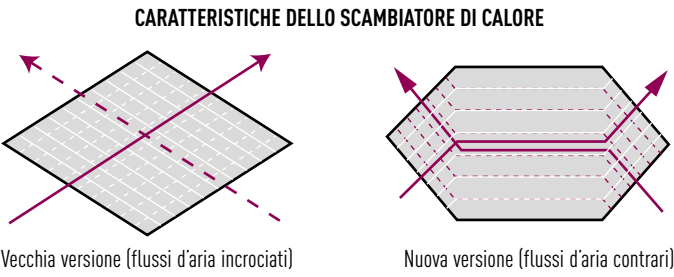 CARATTERISTICHE DELLO SCAMBIATORE DI CALORE
Vecchia versione (flussi d'aria incrociati)
Nuova versione (flussi d'aria contrari)